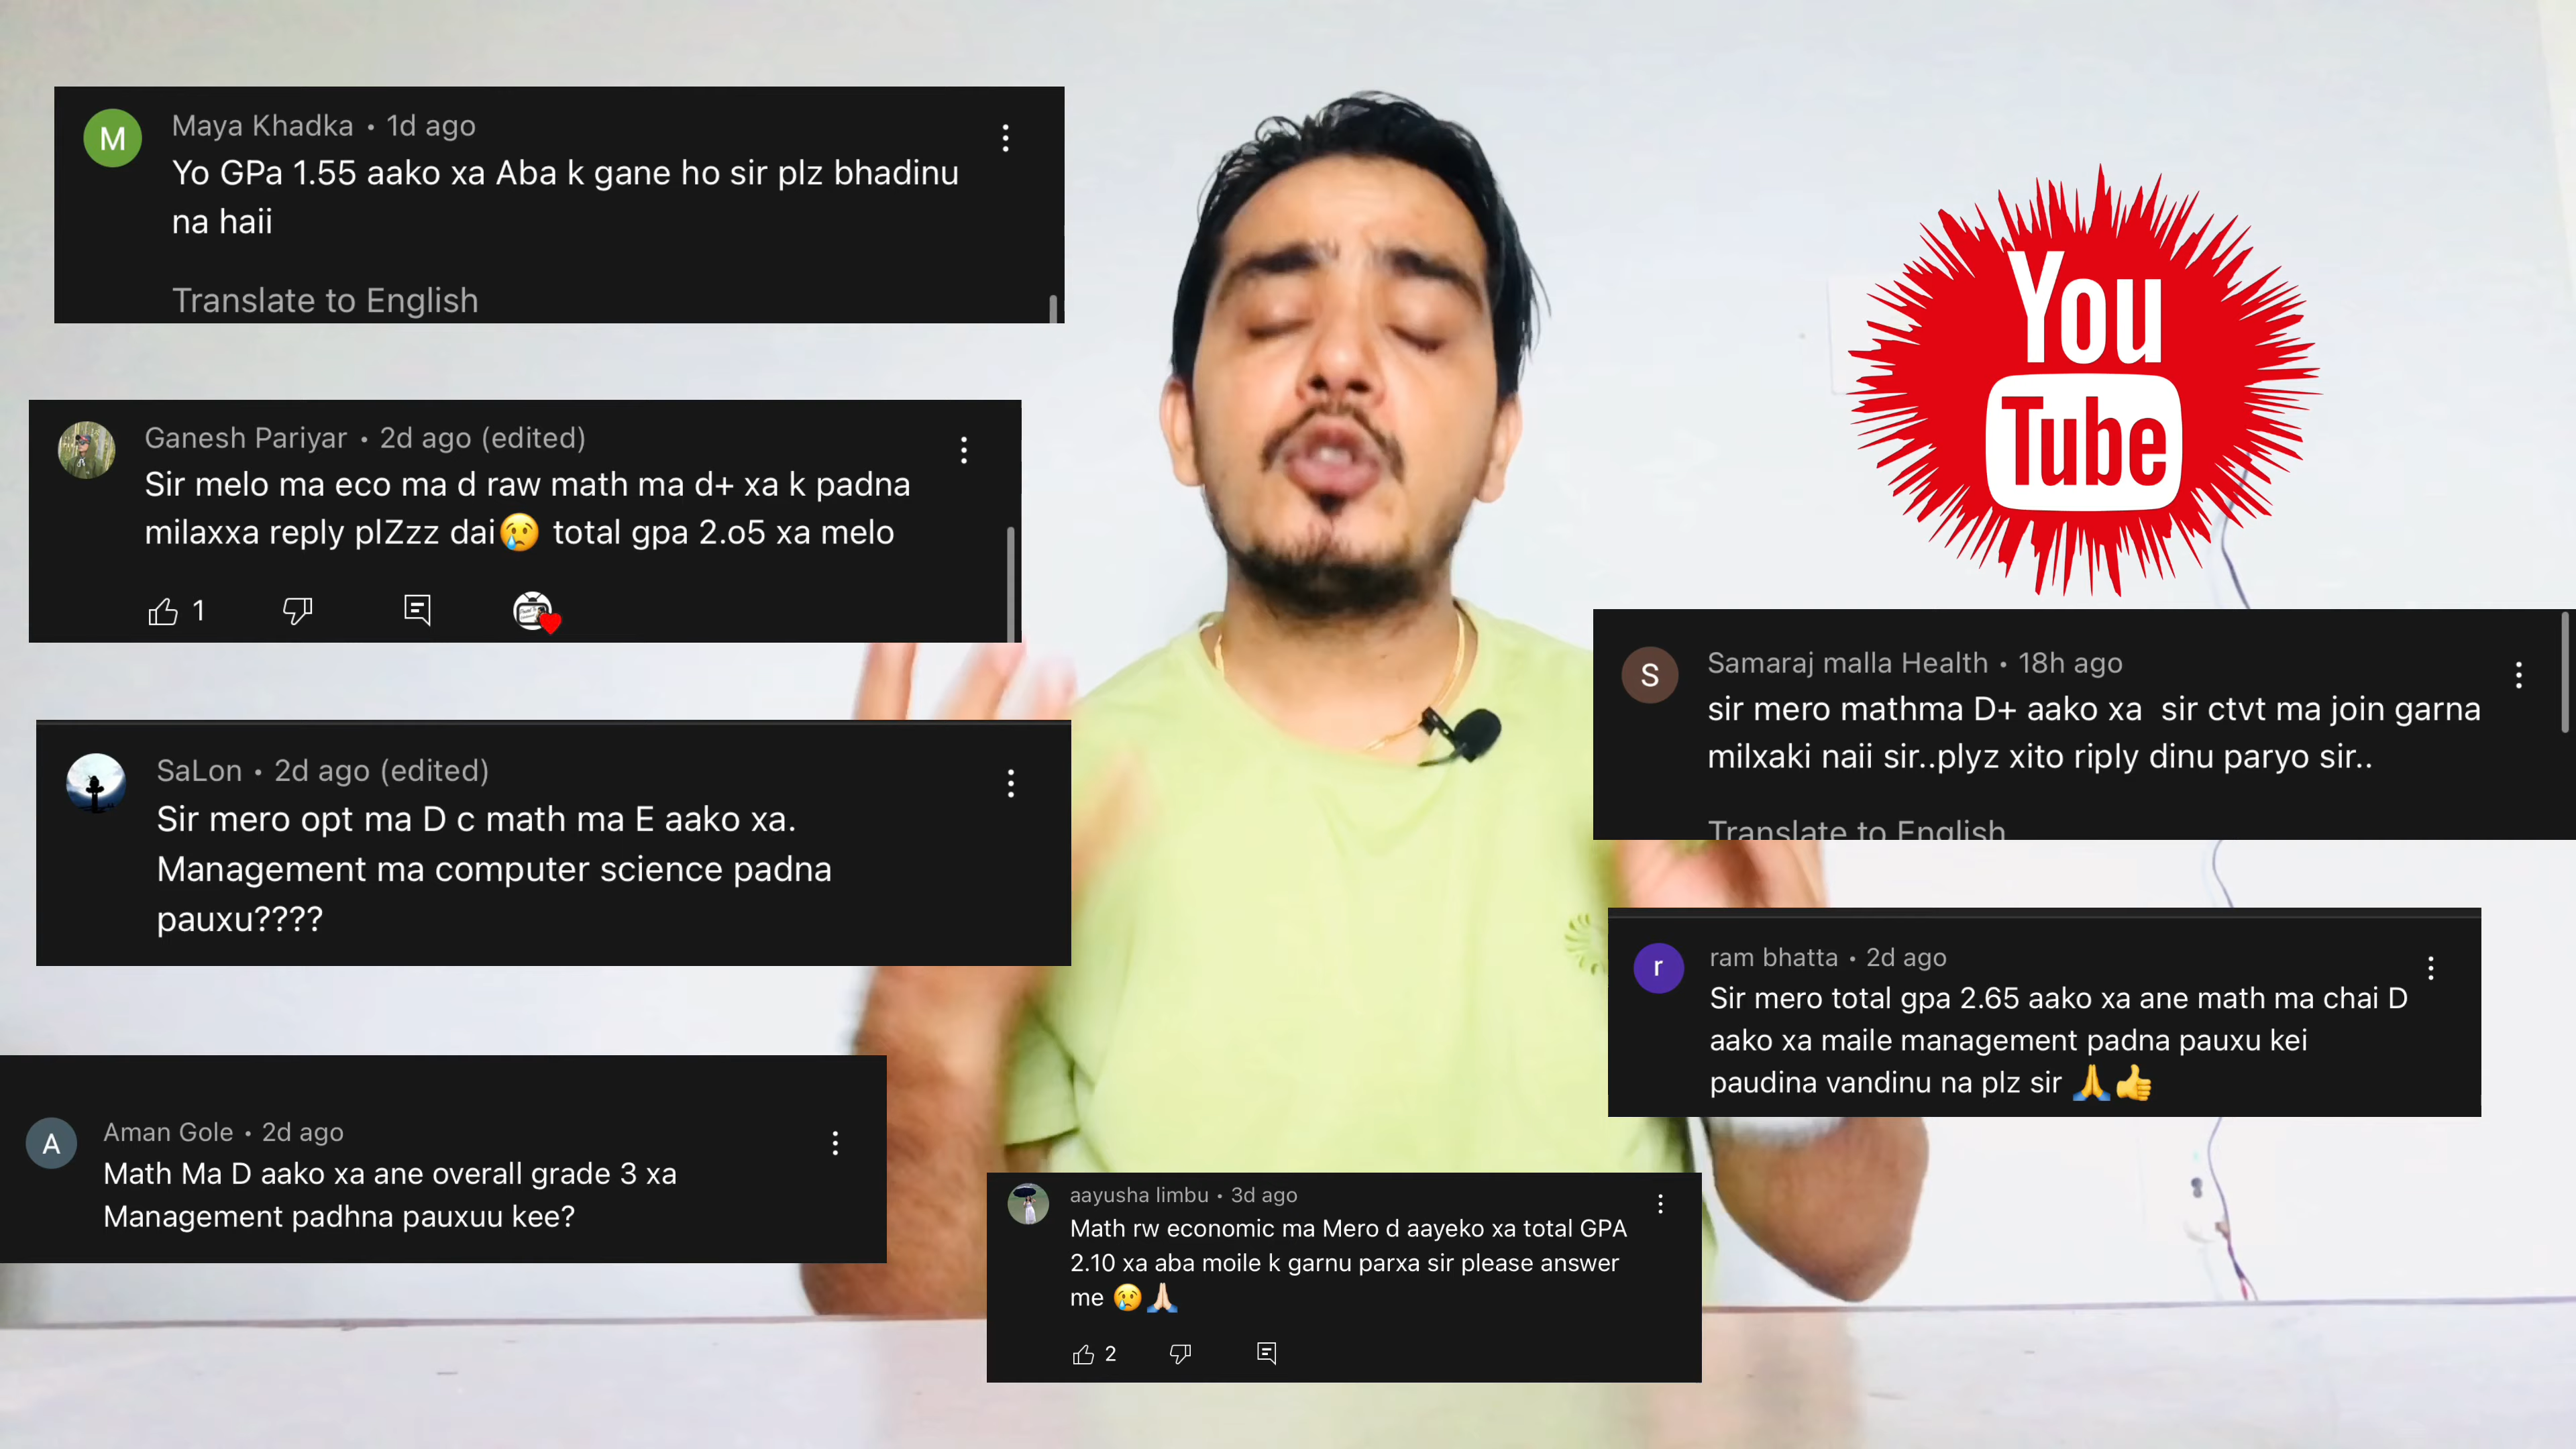 M
Maya Khadka • 1d ago
Yo GPa 1.55 aako xa Aba k gane ho sir plz bhadinu
na haii
Translate to English
Ganesh Pariyar • 2d ago (edited)
Sir melo ma eco ma d raw math ma d+ xa k padna
milaxxa reply plZzz dai😢 total gpa 2.o5 xa melo
1
SaLon • 2d ago (edited)
Sir mero opt ma D c math ma E aako xa.
Management ma computer science padna
pauxu????
A
Aman Gole • 2d ago
Math Ma D aako xa ane overall grade 3 xa
Management padhna pauxuu kee?
aayusha limbu • 3d ago
Math rw economic ma Mero d aayeko xa total GPA
2.10 xa aba moile k garnu parxa sir please answer
me 😢🙏🏻
2
You
Tube
S
Samaraj malla Health • 18h ago
sir mero mathma D+ aako xa  sir ctvt ma join garna
milxaki naii sir..plyz xito riply dinu paryo sir..
Translate to English
r
ram bhatta • 2d ago
Sir mero total gpa 2.65 aako xa ane math ma chai D
aako xa maile management padna pauxu kei
paudina vandinu na plz sir 🙏👍